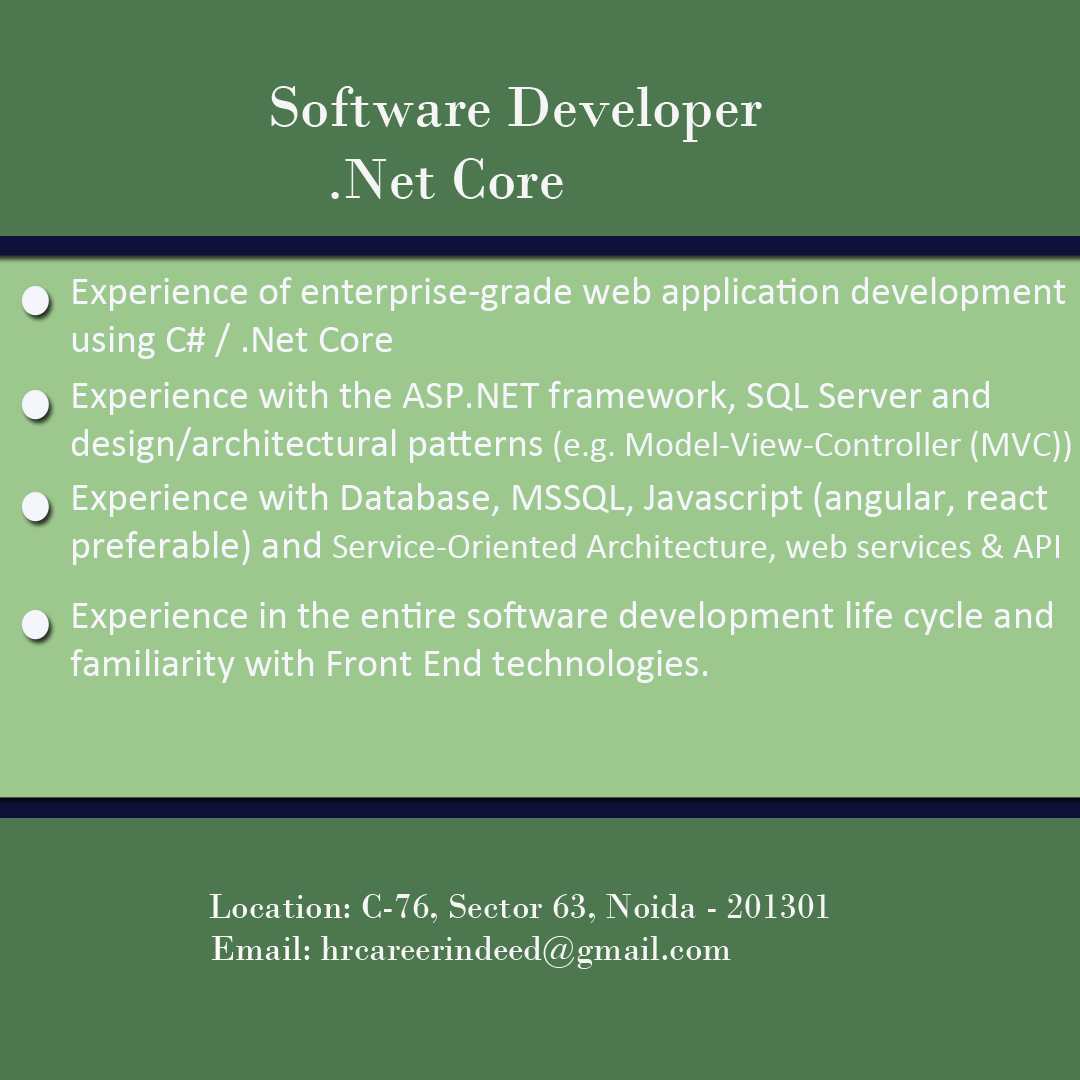 Software Developer
.Net Core
Experience of enterprise-grade web application development
using C# / .Net Core
Experience with the ASP.NET framework, SQL Server and
design/architectural patterns (e.g. Model-View-Controller (MVC))
Experience with Database, MSSQL, Javascript (angular, react
preferable) and Service-Oriented Architecture, web services & API
Experience in the entire software development life cycle and
familiarity with Front End technologies.
Location: C-76, Sector 63, Noida - 201301
Email: hrcareerindeed@gmail.com